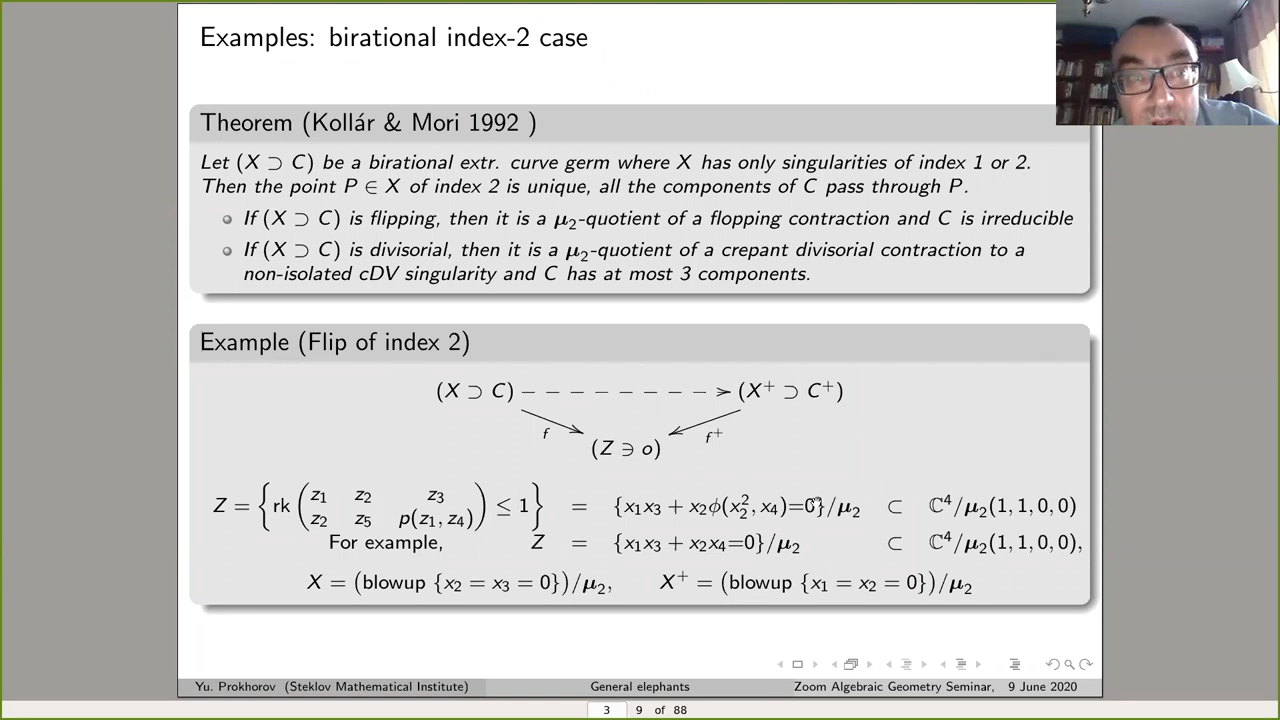 Examples: birational index-2 case
Theorem (Kollár & Mori 1992 )
Let (X ⊃ C) be a birational extr. curve germ where X has only singularities of index 1 or 2.
Then the point P ∈ X of index 2 is unique, all the components of C pass through P.
If (X ⊃ C) is flipping, then it is a μ₂-quotient of a flopping contraction and C is irreducible
If (X ⊃ C) is divisorial, then it is a μ₂-quotient of a crepant divisorial contraction to a
non-isolated cDV singularity and C has at most 3 components.
Example (Flip of index 2)
(X ⊃ C) − − − − − − − − ≻ (X⁺ ⊃ C⁺)
f f⁺
(Z ∋ o)
Z = { rk ( z₁ z₂ z₃
z₂ z₅ p(z₁, z₄) ) ≤ 1 } = {x₁x₃ + x₂ϕ(x₂², x₄)=0}/μ₂ ⊂ ℂ⁴/μ₂(1, 1, 0, 0)
For example, Z = {x₁x₃ + x₂x₄=0}/μ₂ ⊂ ℂ⁴/μ₂(1, 1, 0, 0),
X = (blowup {x₂ = x₃ = 0})/μ₂, X⁺ = (blowup {x₁ = x₂ = 0})/μ₂
Yu. Prokhorov (Steklov Mathematical Institute) General elephants Zoom Algebraic Geometry Seminar, 9 June 2020
3 9 of 88